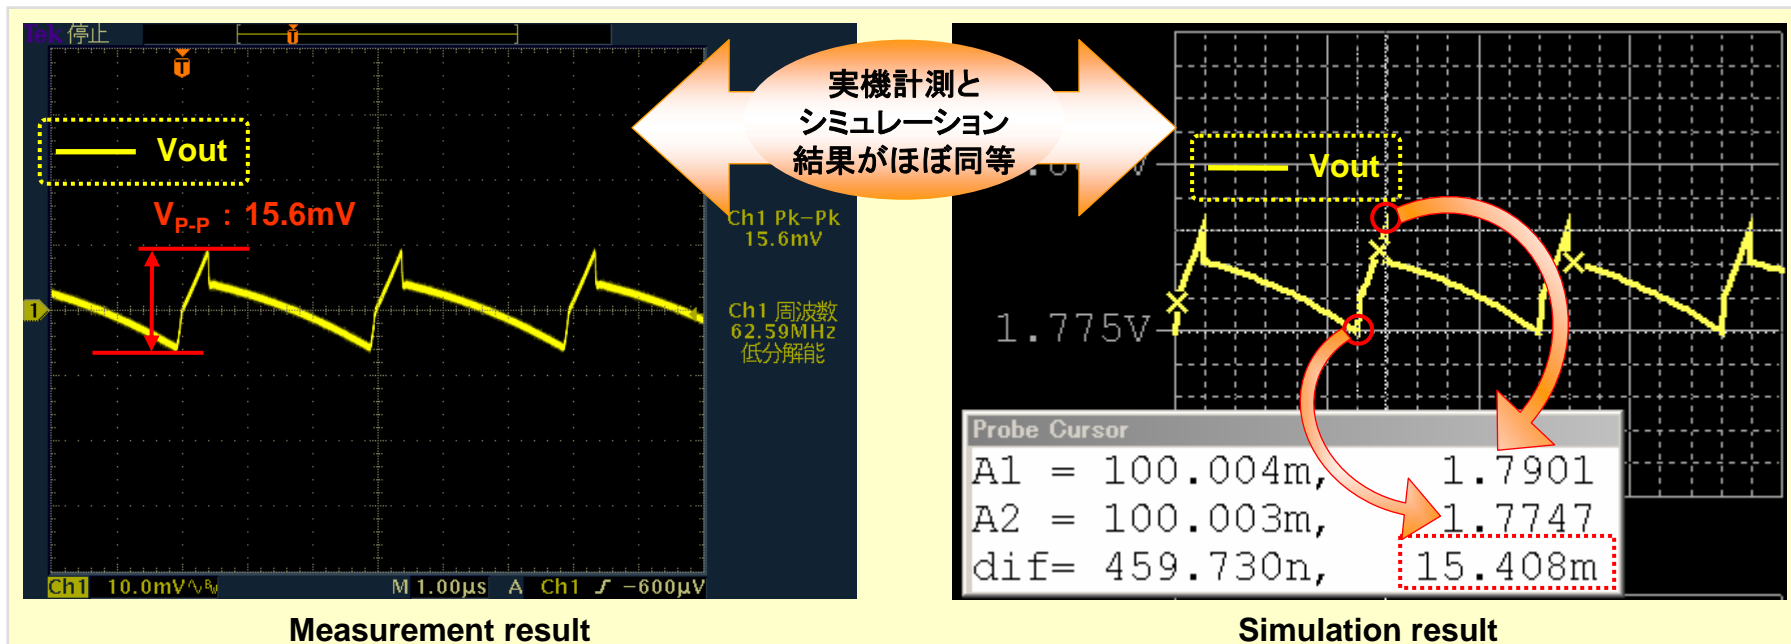 Tek 停止
T
Vout
V P-P : 15.6mV
1
Ch1 Pk-Pk
15.6mV
Ch1 周波数
62.59MHz
低分解能
Ch1 10.0mV
M 1.00µs A Ch1 -600µV
Measurement result
実機計測と
シミュレーション
結果がほぼ同等
Vout
1.775V
Probe Cursor
A1 = 100.004m, 1.7901
A2 = 100.003m, 1.7747
dif= 459.730n, 15.408m
Simulation result